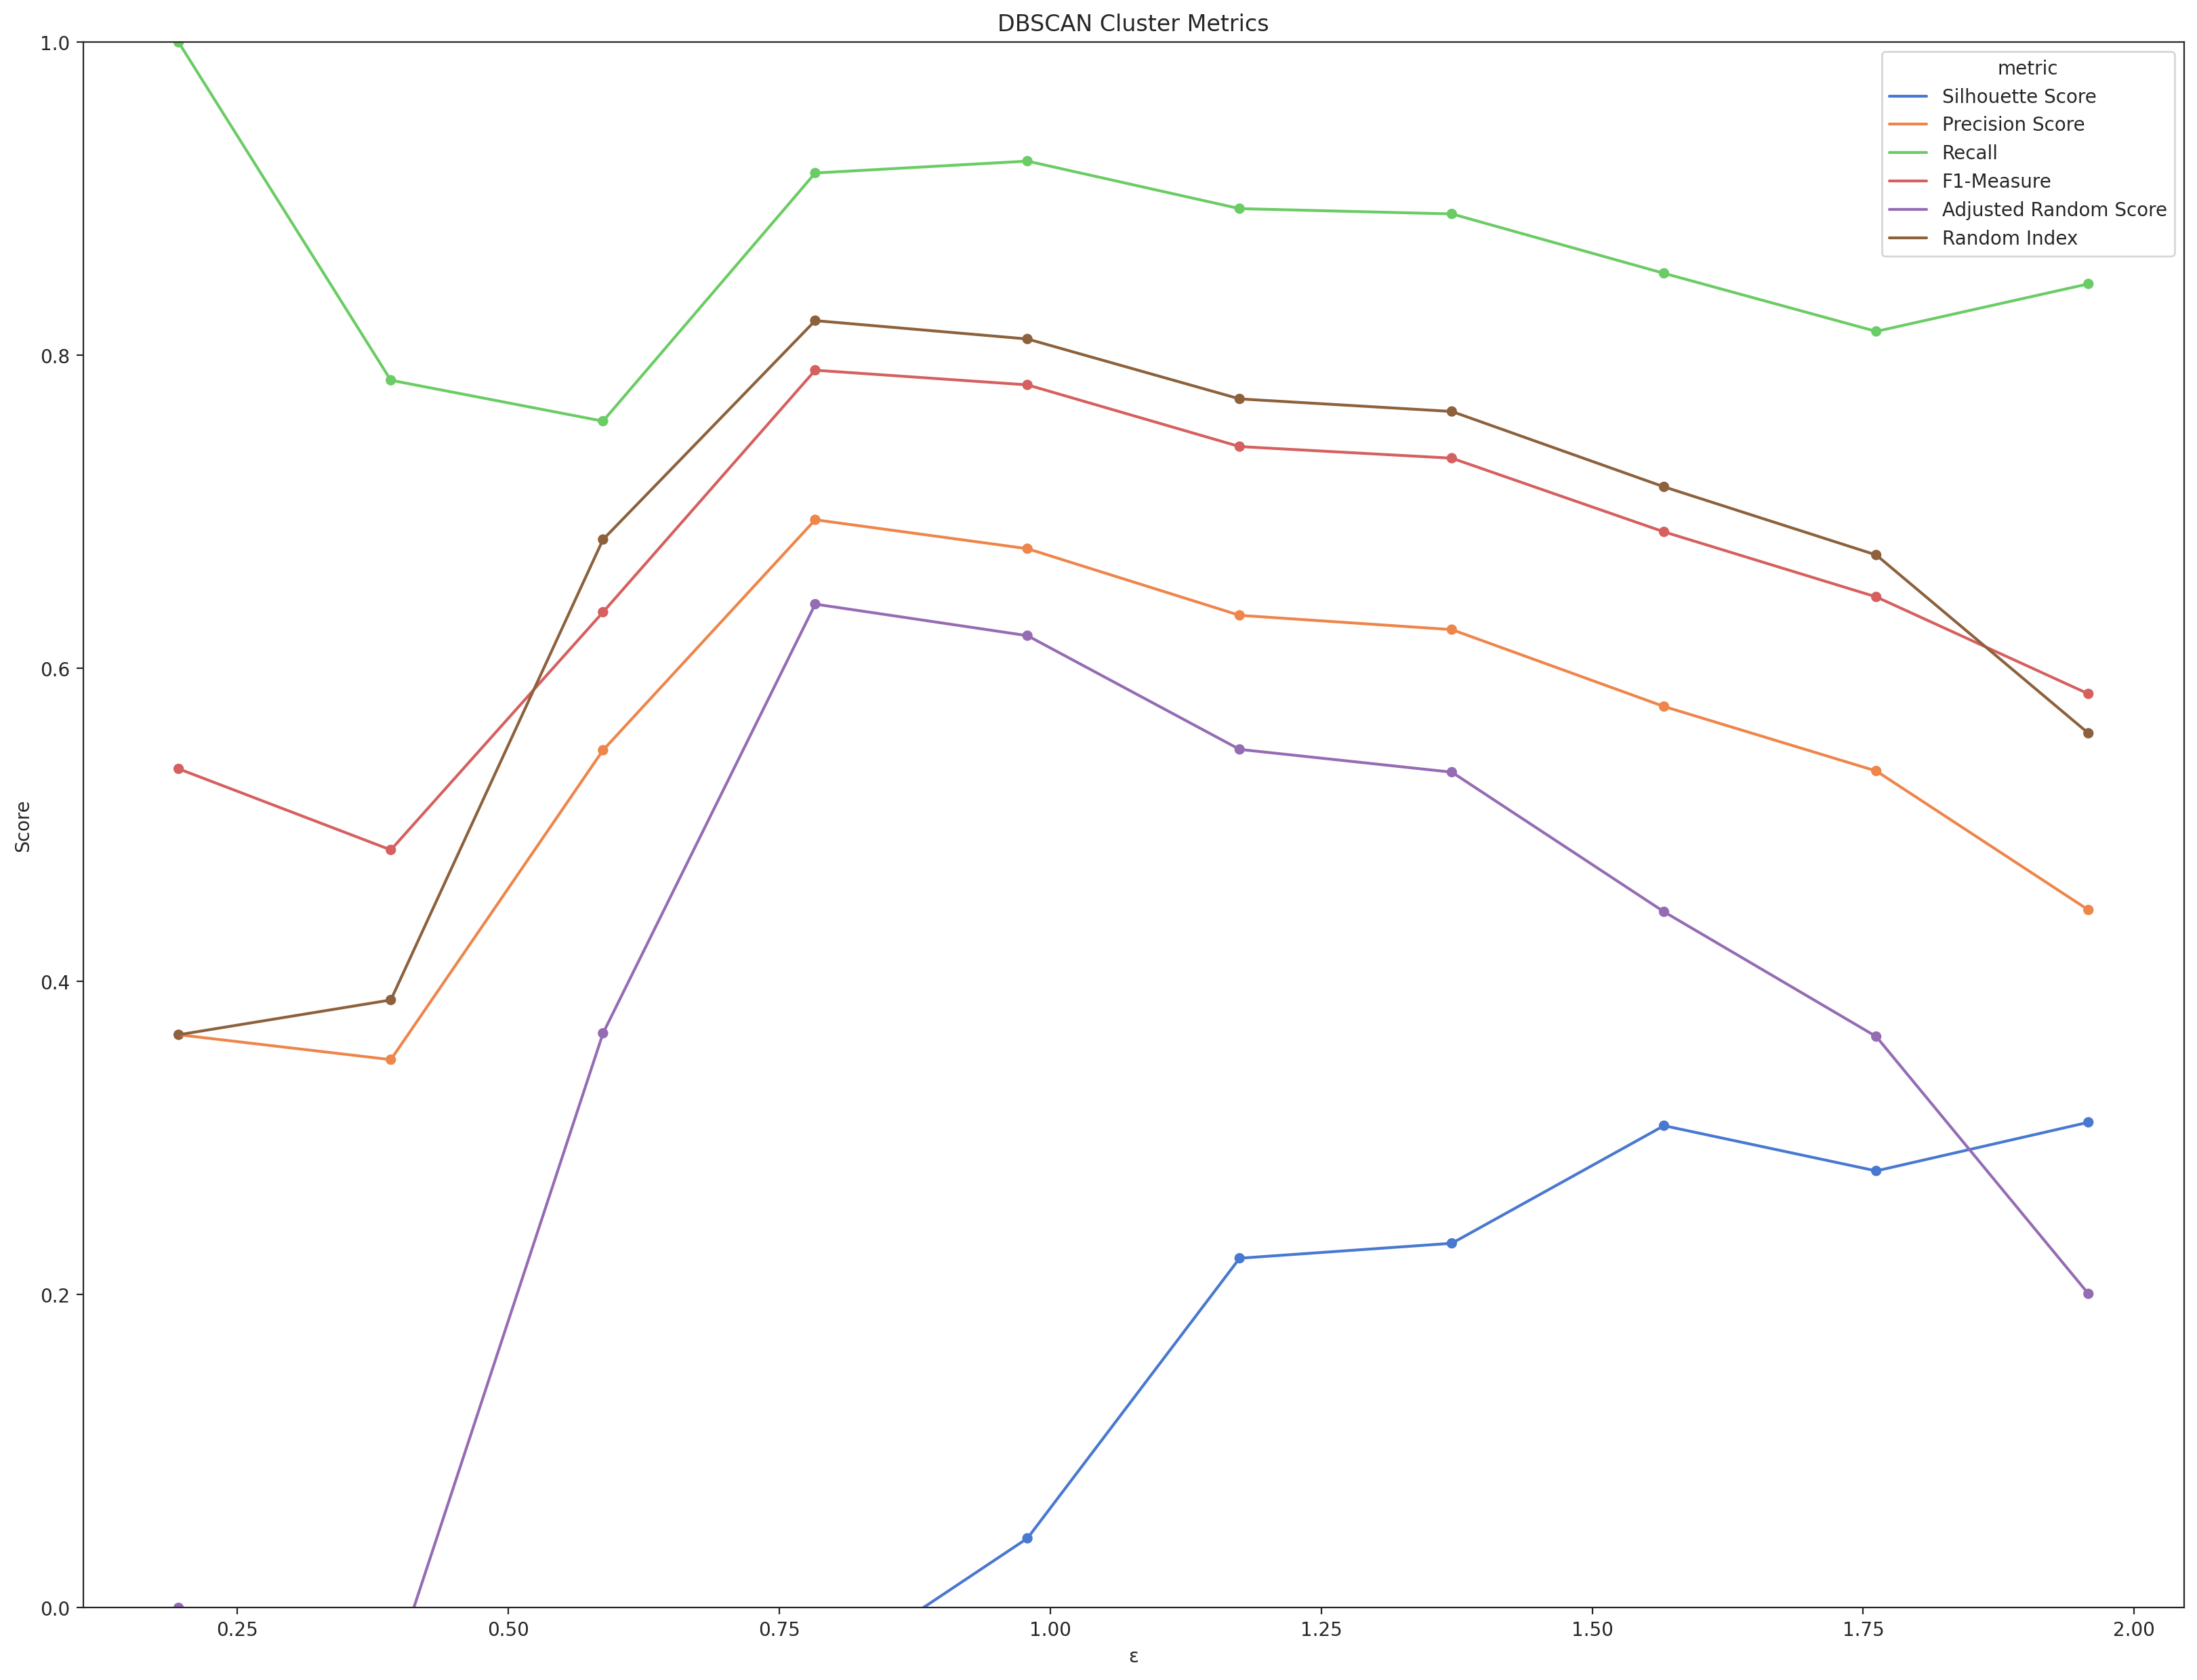 DBSCAN Cluster Metrics
1.0
0.8
0.6
0.4
0.2
0.0
Score
metric
Silhouette Score
Precision Score
Recall
F1-Measure
Adjusted Random Score
Random Index
0.25 0.50 0.75 1.00 1.25 1.50 1.75 2.00
ε